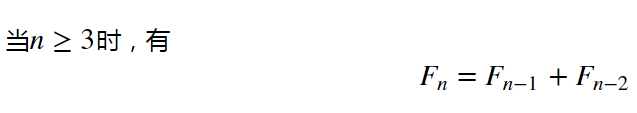 当n ≥ 3时，有
Fₙ = Fₙ₋₁ + Fₙ₋₂